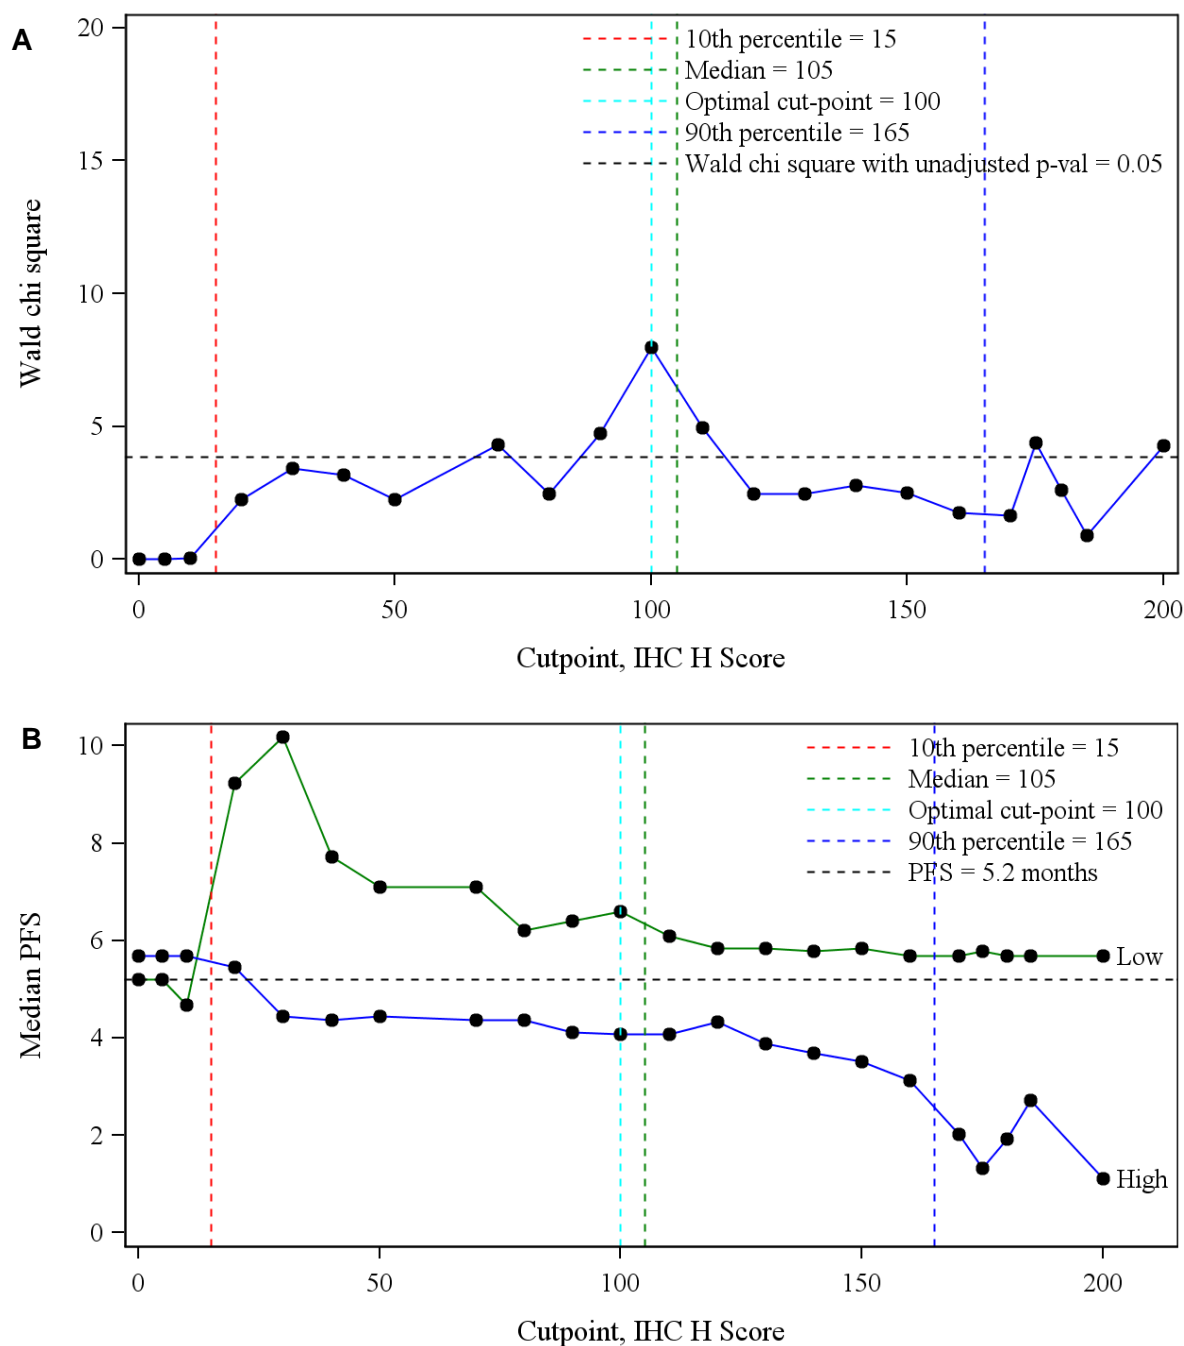 A
20
15
10
5
0
Wald chi square
10th percentile = 15
Median = 105
Optimal cut-point = 100
90th percentile = 165
Wald chi square with unadjusted p-val = 0.05
0 50 100 150 200
Cutpoint, IHC H Score
B
10
8
6
4
2
0
Median PFS
10th percentile = 15
Median = 105
Optimal cut-point = 100
90th percentile = 165
PFS = 5.2 months
Low
High
0 50 100 150 200
Cutpoint, IHC H Score